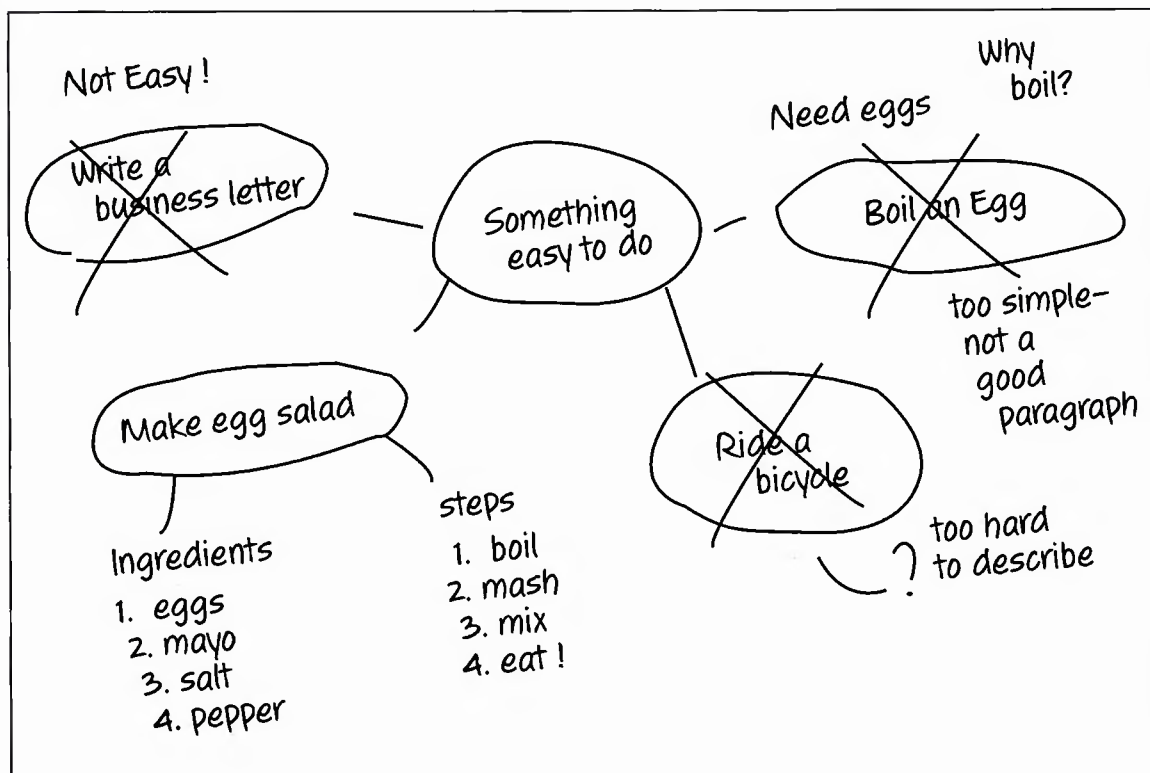 Not Easy!
Write a
business letter
Something
easy to do
Why
boil?
Need eggs
Boil an Egg
too simple–
not a
good
paragraph
Make egg salad
Ingredients
1. eggs
2. mayo
3. salt
4. pepper
steps
1. boil
2. mash
3. mix
4. eat!
Ride a
bicycle
?
too hard
to describe